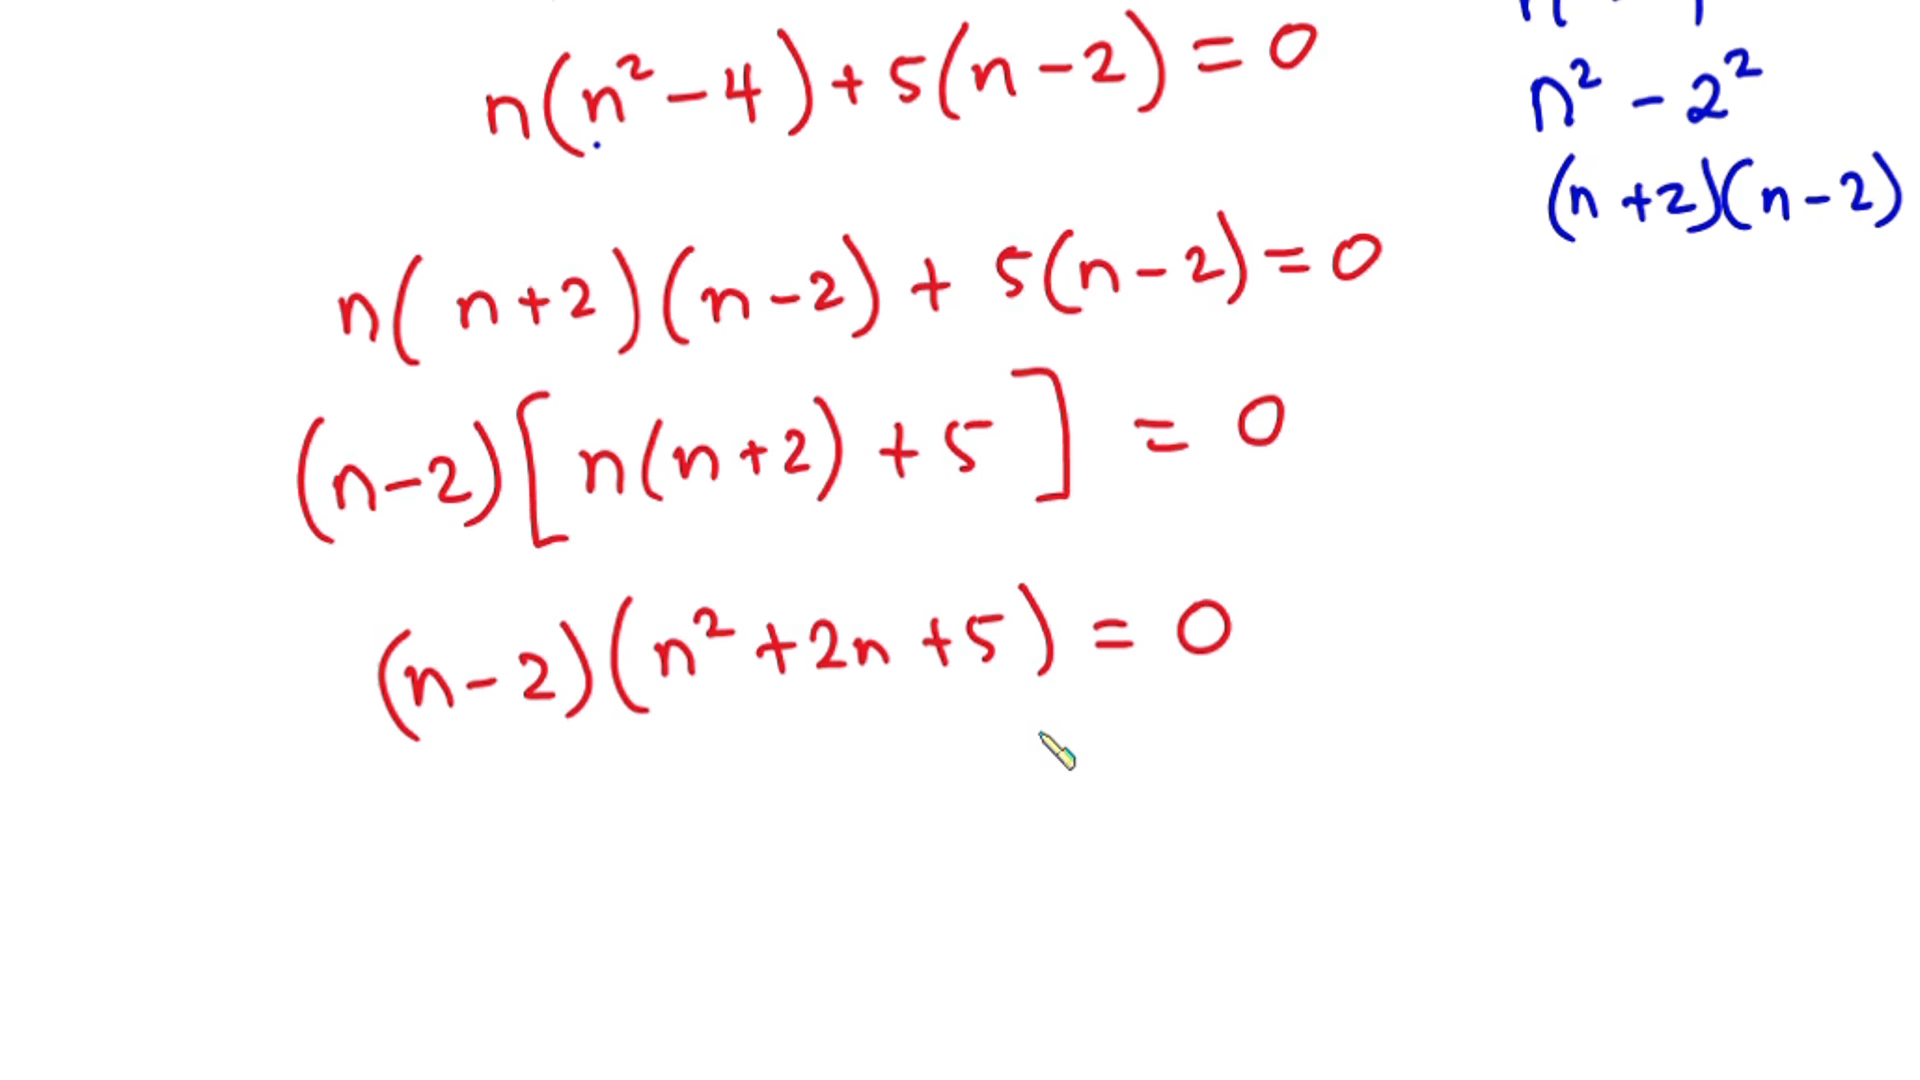 n(n²-4)+5(n-2)=0
n²-2²
(n+2)(n-2)
n(n+2)(n-2)+5(n-2)=0
(n-2)[n(n+2)+5]=0
(n-2)(n²+2n+5)=0